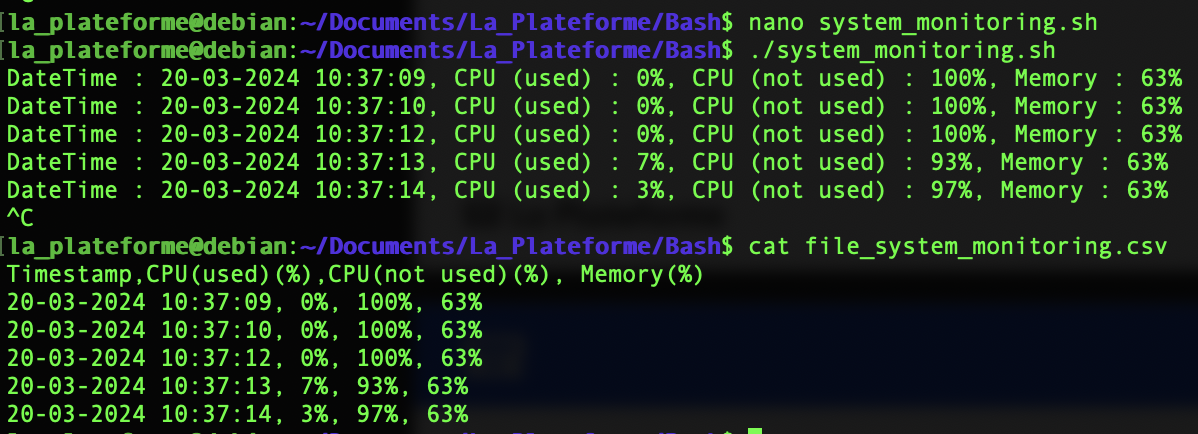 [la_plateforme@debian:~/Documents/La_Plateforme/Bash$ nano system_monitoring.sh
[la_plateforme@debian:~/Documents/La_Plateforme/Bash$ ./system_monitoring.sh
DateTime : 20-03-2024 10:37:09, CPU (used) : 0%, CPU (not used) : 100%, Memory : 63%
DateTime : 20-03-2024 10:37:10, CPU (used) : 0%, CPU (not used) : 100%, Memory : 63%
DateTime : 20-03-2024 10:37:12, CPU (used) : 0%, CPU (not used) : 100%, Memory : 63%
DateTime : 20-03-2024 10:37:13, CPU (used) : 7%, CPU (not used) : 93%, Memory : 63%
DateTime : 20-03-2024 10:37:14, CPU (used) : 3%, CPU (not used) : 97%, Memory : 63%
^C
[la_plateforme@debian:~/Documents/La_Plateforme/Bash$ cat file_system_monitoring.csv
Timestamp,CPU(used)(%),CPU(not used)(%), Memory(%)
20-03-2024 10:37:09, 0%, 100%, 63%
20-03-2024 10:37:10, 0%, 100%, 63%
20-03-2024 10:37:12, 0%, 100%, 63%
20-03-2024 10:37:13, 7%, 93%, 63%
20-03-2024 10:37:14, 3%, 97%, 63%